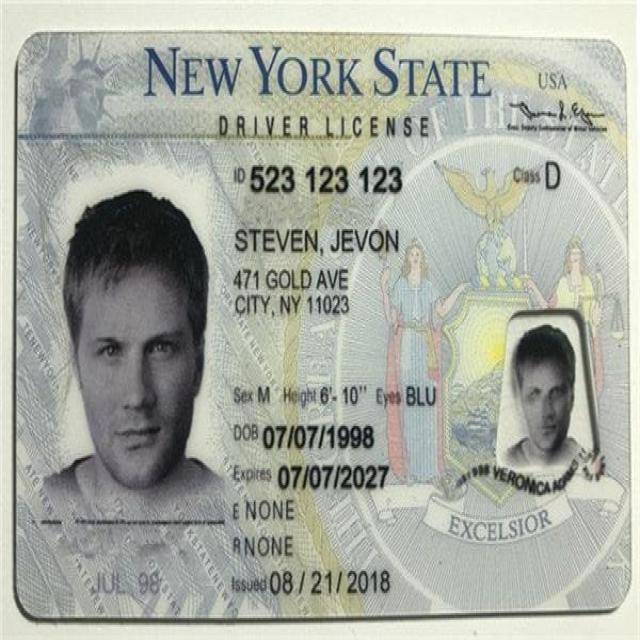 NEW YORK STATE
USA
DRIVER LICENSE
ID 523 123 123
Class D
STEVEN, JEVON
471 GOLD AVE
CITY, NY 11023
Sex M Height 6'- 10'' Eyes BLU
DOB 07/07/1998
Expires 07/07/2027
E NONE
R NONE
Issued 08 / 21 / 2018
JUL 98
VERONICA
EXCELSIOR